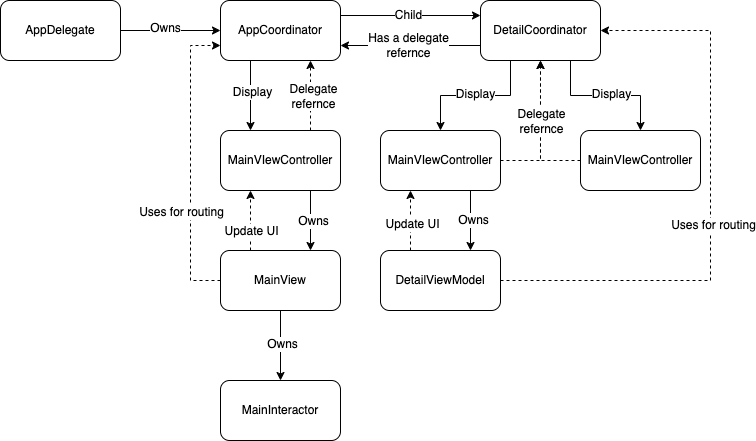 AppDelegate
Owns
AppCoordinator
Child
DetailCoordinator
Has a delegate
refernce
Display
Delegate
refernce
Display
Delegate
refernce
Display
MainVIewController
MainVIewController
MainVIewController
Uses for routing
Update UI
Owns
Update UI
Owns
Uses for routing
MainView
DetailViewModel
Owns
MainInteractor